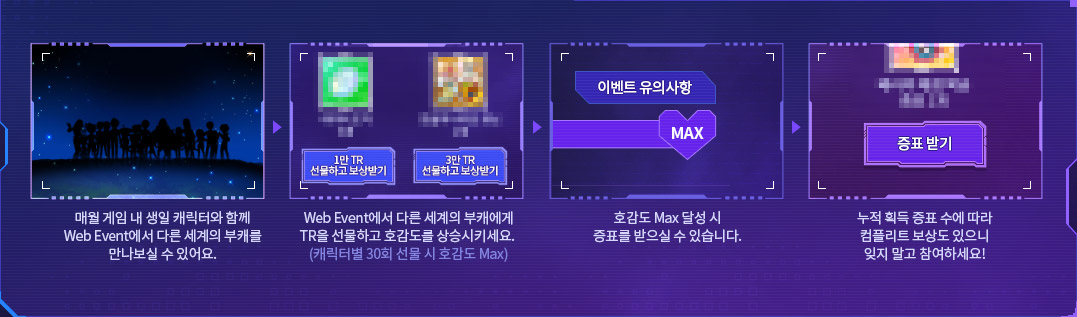 1만 TR
선물하고 보상받기
3만 TR
선물하고 보상받기
이벤트 유의사항
MAX
증표 받기
매월 게임 내 생일 캐릭터와 함께
Web Event에서 다른 세계의 부캐를
만나보실 수 있어요.
Web Event에서 다른 세계의 부캐에게
TR을 선물하고 호감도를 상승시키세요.
(캐릭터별 30회 선물 시 호감도 Max)
호감도 Max 달성 시
증표를 받으실 수 있습니다.
누적 획득 증표 수에 따라
컴플리트 보상도 있으니
잊지 말고 참여하세요!